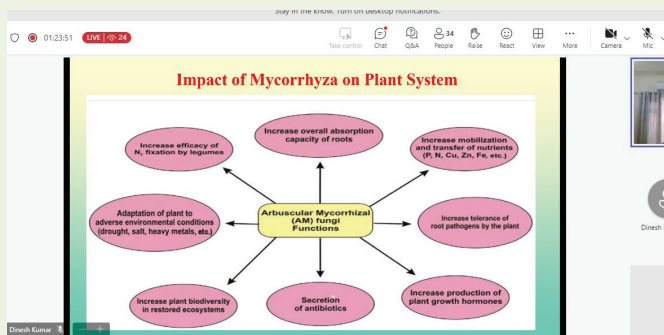 Stay in the know. Turn on desktop notifications.
01:23:51 LIVE 24
Take control Chat Q&A 34 People Raise React View More Camera Mic
Impact of Mycorrhyza on Plant System
Increase overall absorption
capacity of roots
Increase efficacy of
N₂ fixation by legumes
Increase mobilization
and transfer of nutrients
(P, N, Cu, Zn, Fe, etc.)
Adaptation of plant to
adverse environmental conditions
(drought, salt, heavy metals, etc.)
Arbuscular Mycorrhizal
(AM) fungi
Functions
Increase tolerance of
root pathogens by the plant
Increase plant biodiversity
in restored ecosystems
Secretion
of antibiotics
Increase production of
plant growth hormones
Dinesh Kumar
Dinesh